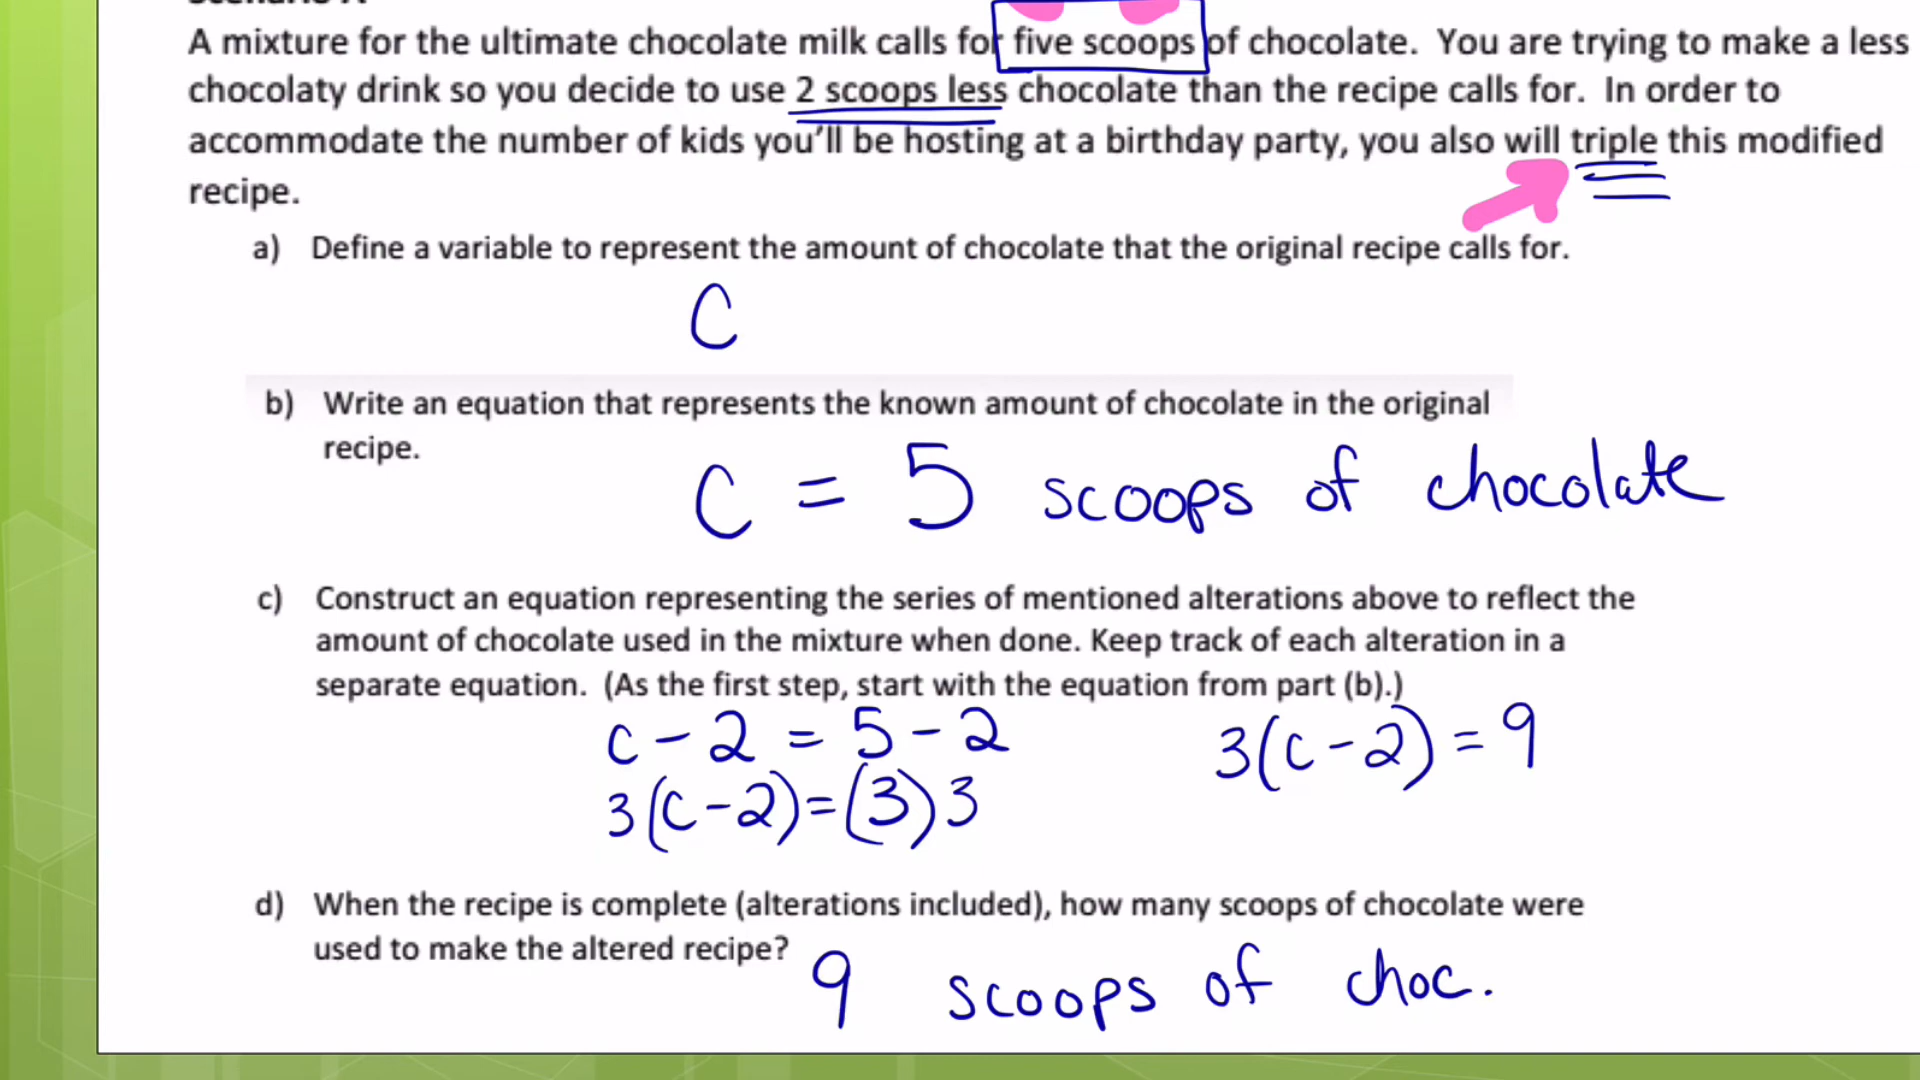 A mixture for the ultimate chocolate milk calls for five scoops of chocolate. You are trying to make a less
chocolaty drink so you decide to use 2 scoops less chocolate than the recipe calls for. In order to
accommodate the number of kids you'll be hosting at a birthday party, you also will triple this modified
recipe.
a) Define a variable to represent the amount of chocolate that the original recipe calls for.
C
b) Write an equation that represents the known amount of chocolate in the original
recipe.
C = 5 scoops of chocolate
c) Construct an equation representing the series of mentioned alterations above to reflect the
amount of chocolate used in the mixture when done. Keep track of each alteration in a
separate equation. (As the first step, start with the equation from part (b).)
c - 2 = 5 - 2
3(c - 2) = 9
3(c - 2) = (3)3
d) When the recipe is complete (alterations included), how many scoops of chocolate were
used to make the altered recipe?
9 scoops of choc.